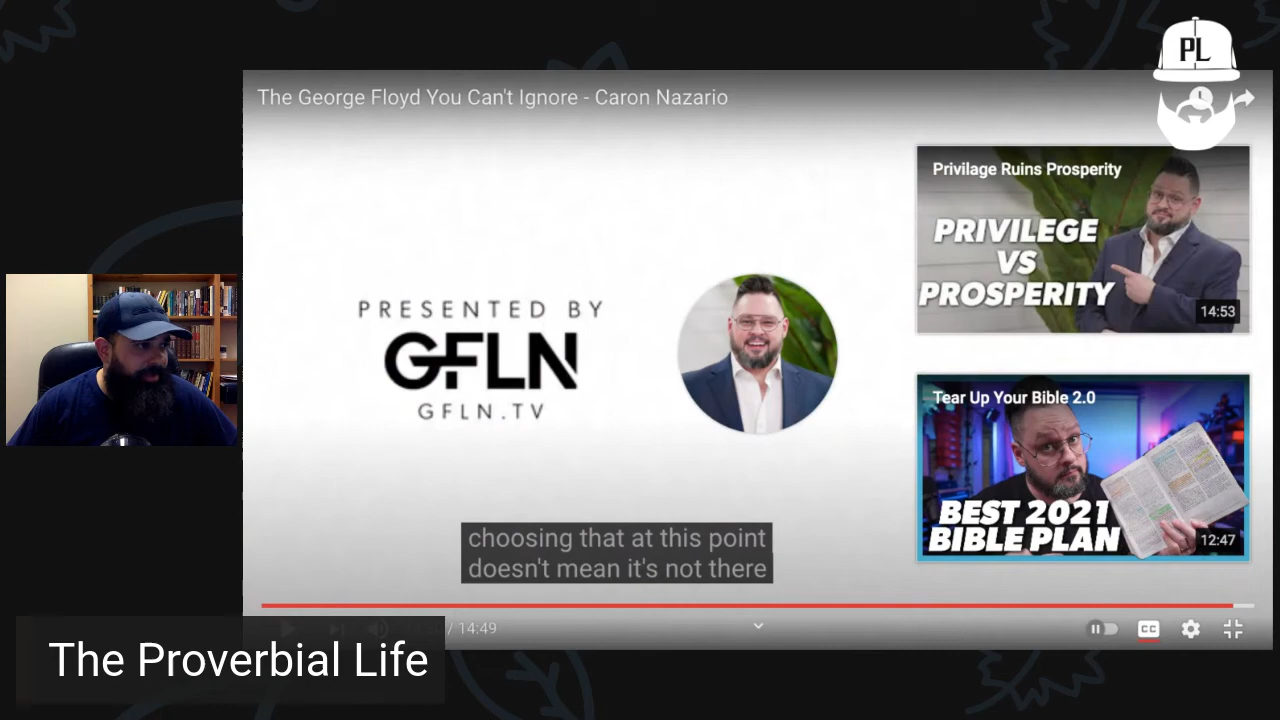 PL
The George Floyd You Can't Ignore - Caron Nazario
Privilage Ruins Prosperity
PRIVILEGE
VS
PROSPERITY
14:53
PRESENTED BY
GFLN
GFLN.TV
Tear Up Your Bible 2.0
BEST 2021
BIBLE PLAN
12:47
choosing that at this point
doesn't mean it's not there
/ 14:49
CC
The Proverbial Life